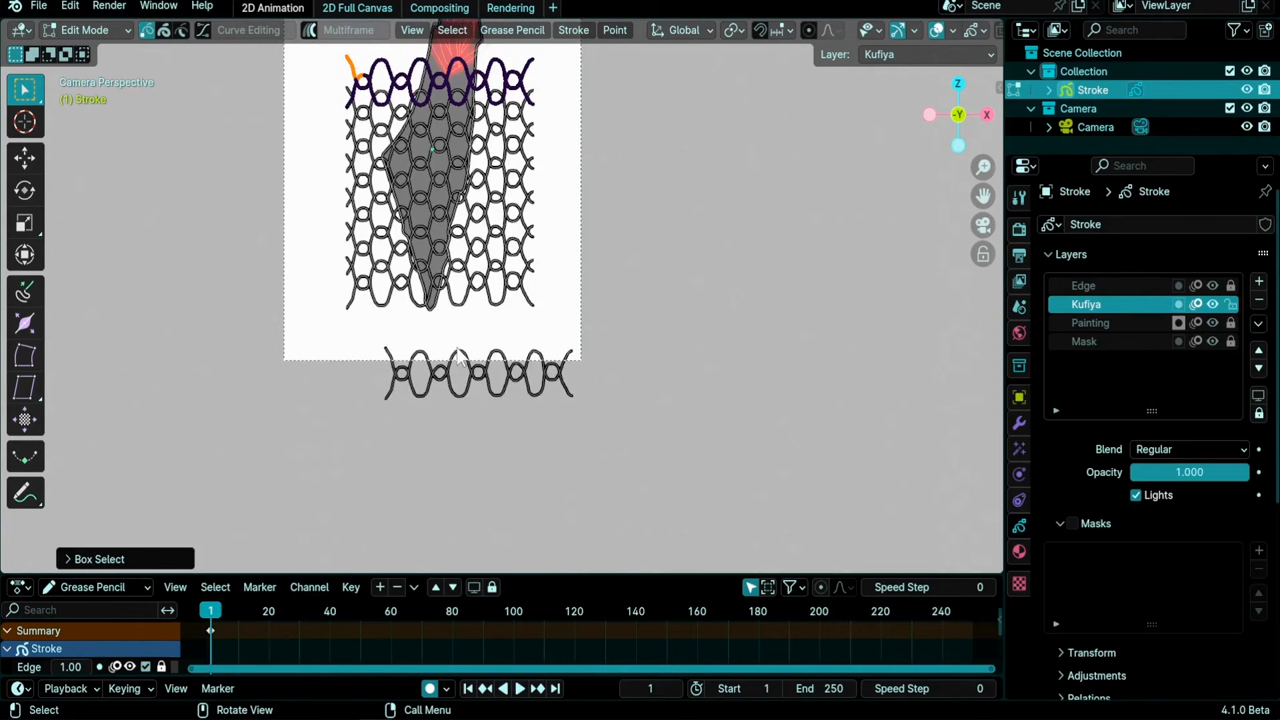 File Edit Render Window Help 2D Animation 2D Full Canvas Compositing Rendering + Scene ViewLayer
Edit Mode Curve Editing Multiframe View Select Grease Pencil Stroke Point Global Search
Layer: Kufiya
Camera Perspective
(1) Stroke
Z
-Y X
Scene Collection
Collection
Stroke
Camera
Camera
Search
Stroke > Stroke
Stroke
Layers
Edge
Kufiya
Painting
Mask
Blend Regular
Opacity 1.000
Lights
Masks
Transform
Adjustments
Relations
> Box Select
Grease Pencil View Select Marker Channel Key Speed Step 0
Search 1 20 40 60 80 100 120 140 160 180 200 220 240
Summary
Stroke
Edge 1.00
Playback Keying View Marker 1 Start 1 End 250 Speed Step 0
Select Rotate View Call Menu 4.1.0 Beta